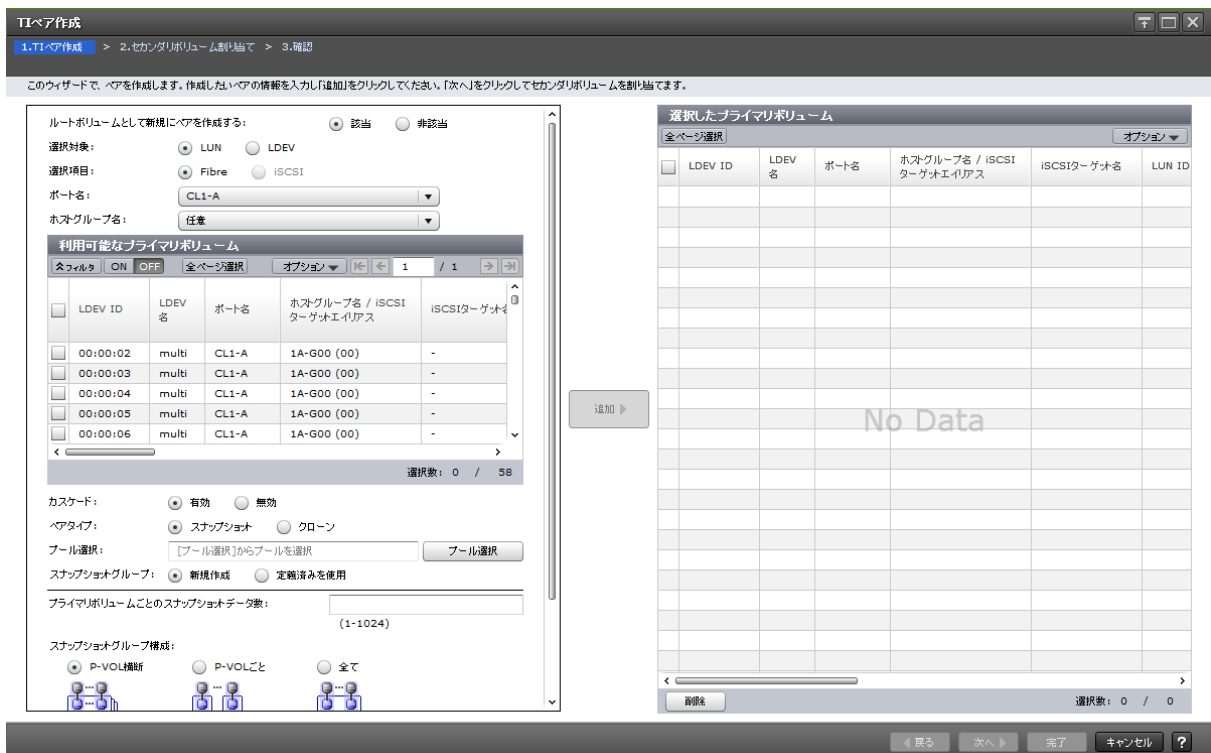 TIペア作成
1.TIペア作成 > 2.セカンダリボリューム割り当て > 3.確認
このウィザードで、ペアを作成します。作成したいペアの情報を入力し「追加」をクリックしてください。「次へ」をクリックしてセカンダリボリュームを割り当てます。
ルートボリュームとして新規にペアを作成する: 該当 非該当
選択対象: LUN LDEV
選択項目: Fibre iSCSI
ポート名: CL1-A
ホストグループ名: 任意
利用可能なプライマリボリューム
フィルタ ON OFF 全ページ選択 オプション 1 / 1
LDEV ID LDEV名 ポート名 ホストグループ名 / iSCSIターゲットエイリアス iSCSIターゲット名
00:00:02 multi CL1-A 1A-G00 (00) -
00:00:03 multi CL1-A 1A-G00 (00) -
00:00:04 multi CL1-A 1A-G00 (00) -
00:00:05 multi CL1-A 1A-G00 (00) -
00:00:06 multi CL1-A 1A-G00 (00) -
選択数: 0 / 58
カスケード: 有効 無効
ペアタイプ: スナップショット クローン
プール選択: [プール選択]からプールを選択 プール選択
スナップショットグループ: 新規作成 定義済みを使用
プライマリボリュームごとのスナップショットデータ数:
(1-1024)
スナップショットグループ構成:
P-VOL横断 P-VOLごと 全て
追加
選択したプライマリボリューム
全ページ選択 オプション
LDEV ID LDEV名 ポート名 ホストグループ名 / iSCSIターゲットエイリアス iSCSIターゲット名 LUN ID
No Data
削除 選択数: 0 / 0
戻る 次へ 完了 キャンセル ?